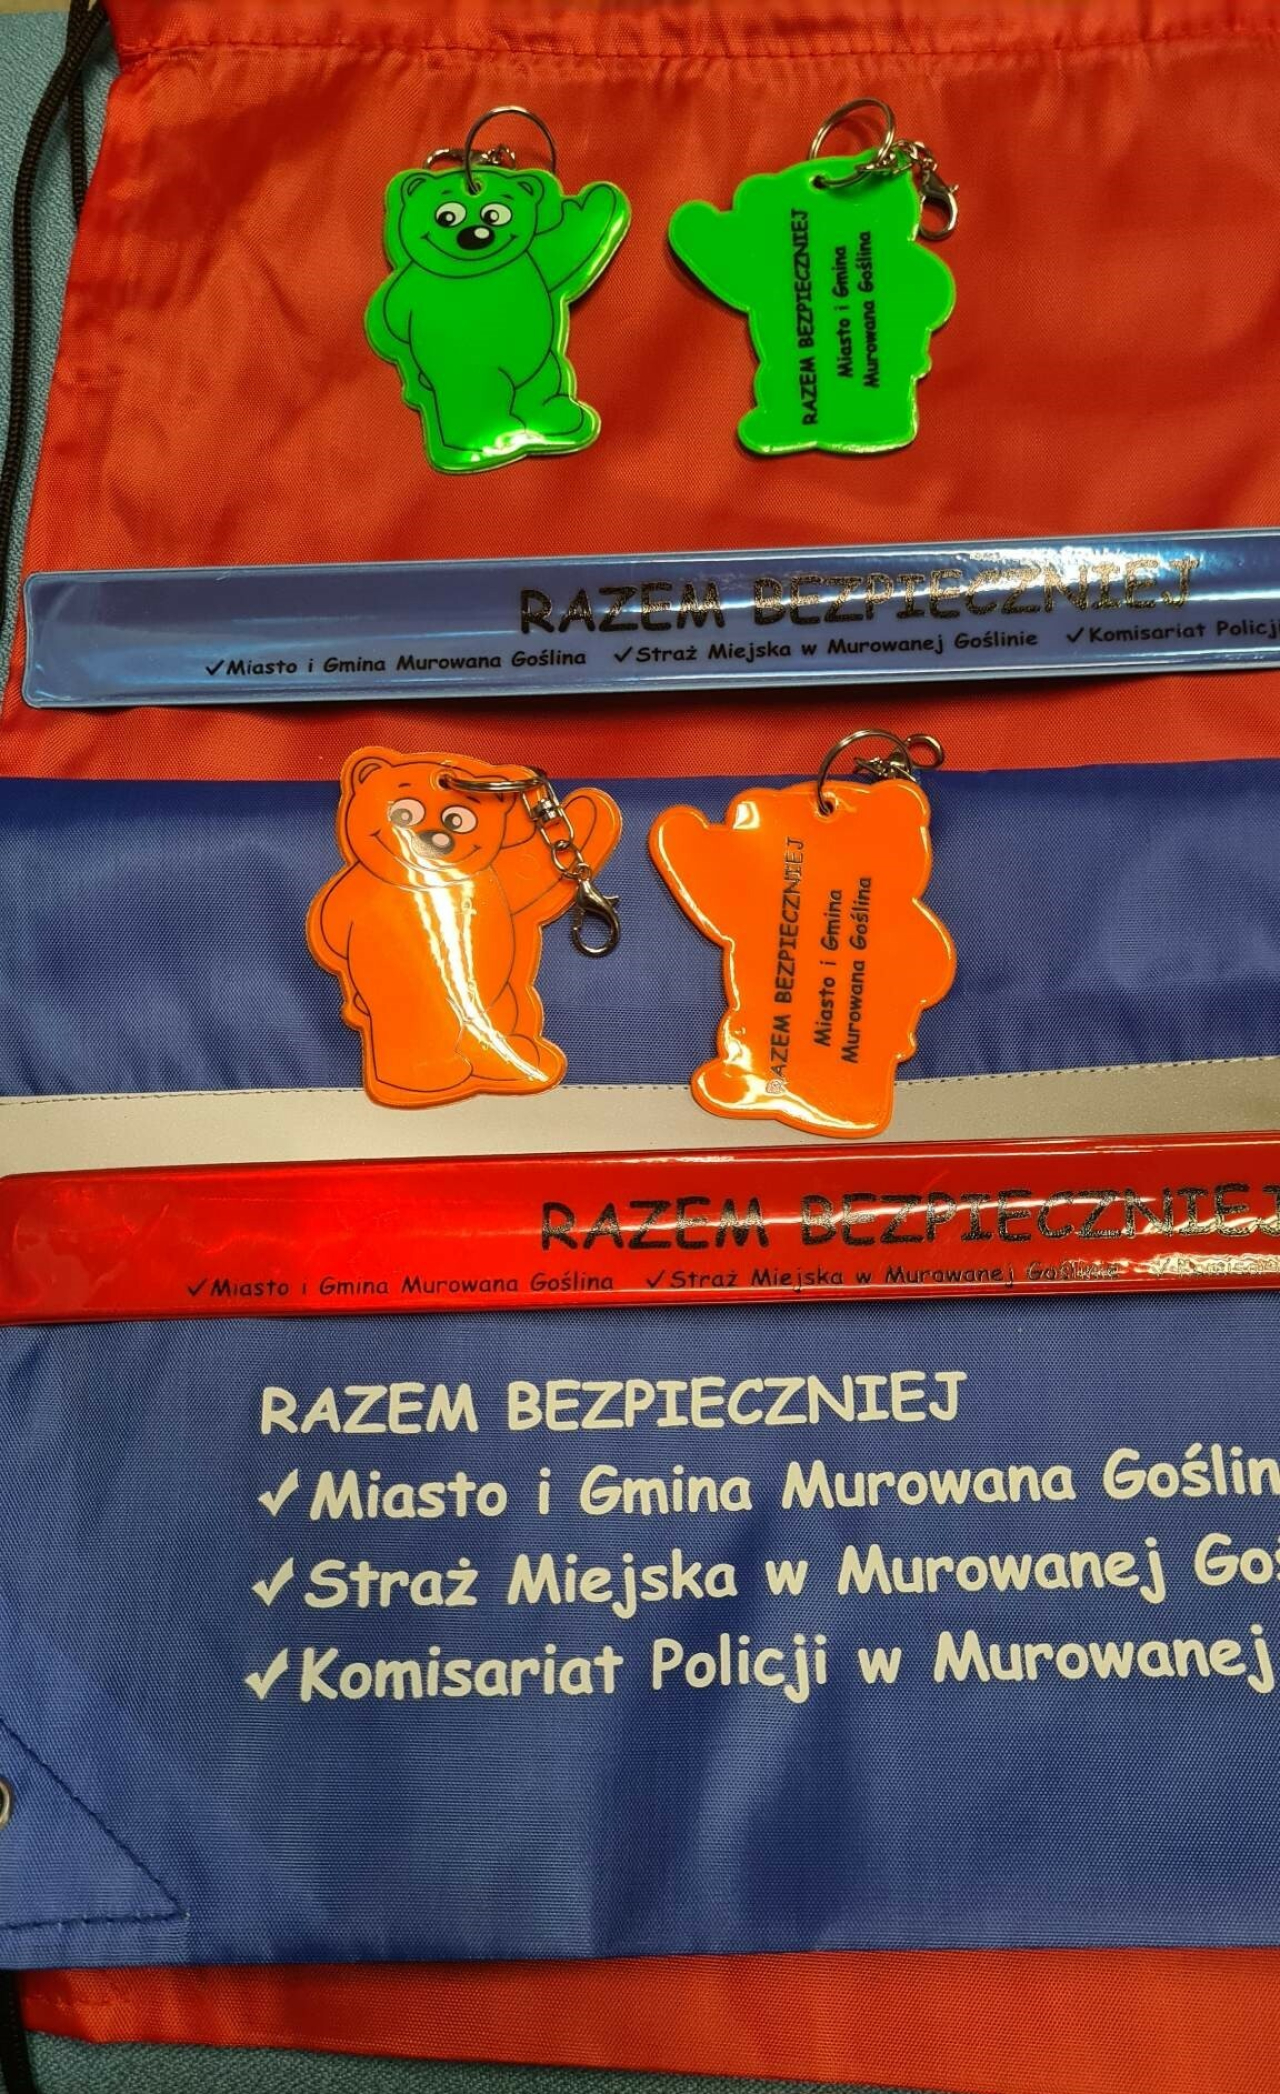 RAZEM BEZPIECZNIEJ
Miasto i Gmina
Murowana Goślina
RAZEM BEZPIECZNIEJ
✓Miasto i Gmina Murowana Goślina ✓Straż Miejska w Murowanej Goślinie ✓Komisariat Policji
RAZEM BEZPIECZNIEJ
Miasto i Gmina
Murowana Goślina
RAZEM BEZPIECZNIEJ
✓Miasto i Gmina Murowana Goślina ✓Straż Miejska w Murowanej Goślinie
RAZEM BEZPIECZNIEJ
✓Miasto i Gmina Murowana Goślin
✓Straż Miejska w Murowanej Goś
✓Komisariat Policji w Murowanej